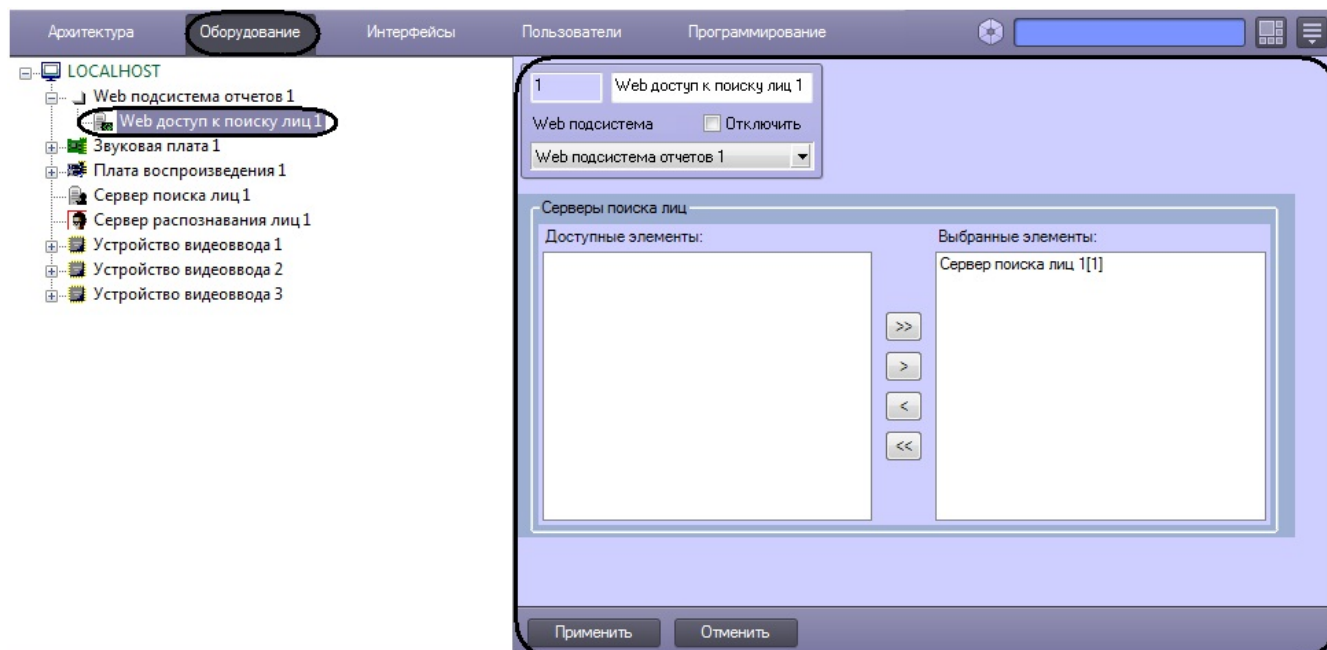 Архитектура Оборудование Интерфейсы Пользователи Программирование
LOCALHOST
Web подсистема отчетов 1
Web доступ к поиску лиц 1
Звуковая плата 1
Плата воспроизведения 1
Сервер поиска лиц 1
Сервер распознавания лиц 1
Устройство видеоввода 1
Устройство видеоввода 2
Устройство видеоввода 3
1 Web доступ к поиску лиц 1
Web подсистема Отключить
Web подсистема отчетов 1
Серверы поиска лиц
Доступные элементы: Выбранные элементы:
Сервер поиска лиц 1[1]
>>
>
<
<<
Применить Отменить